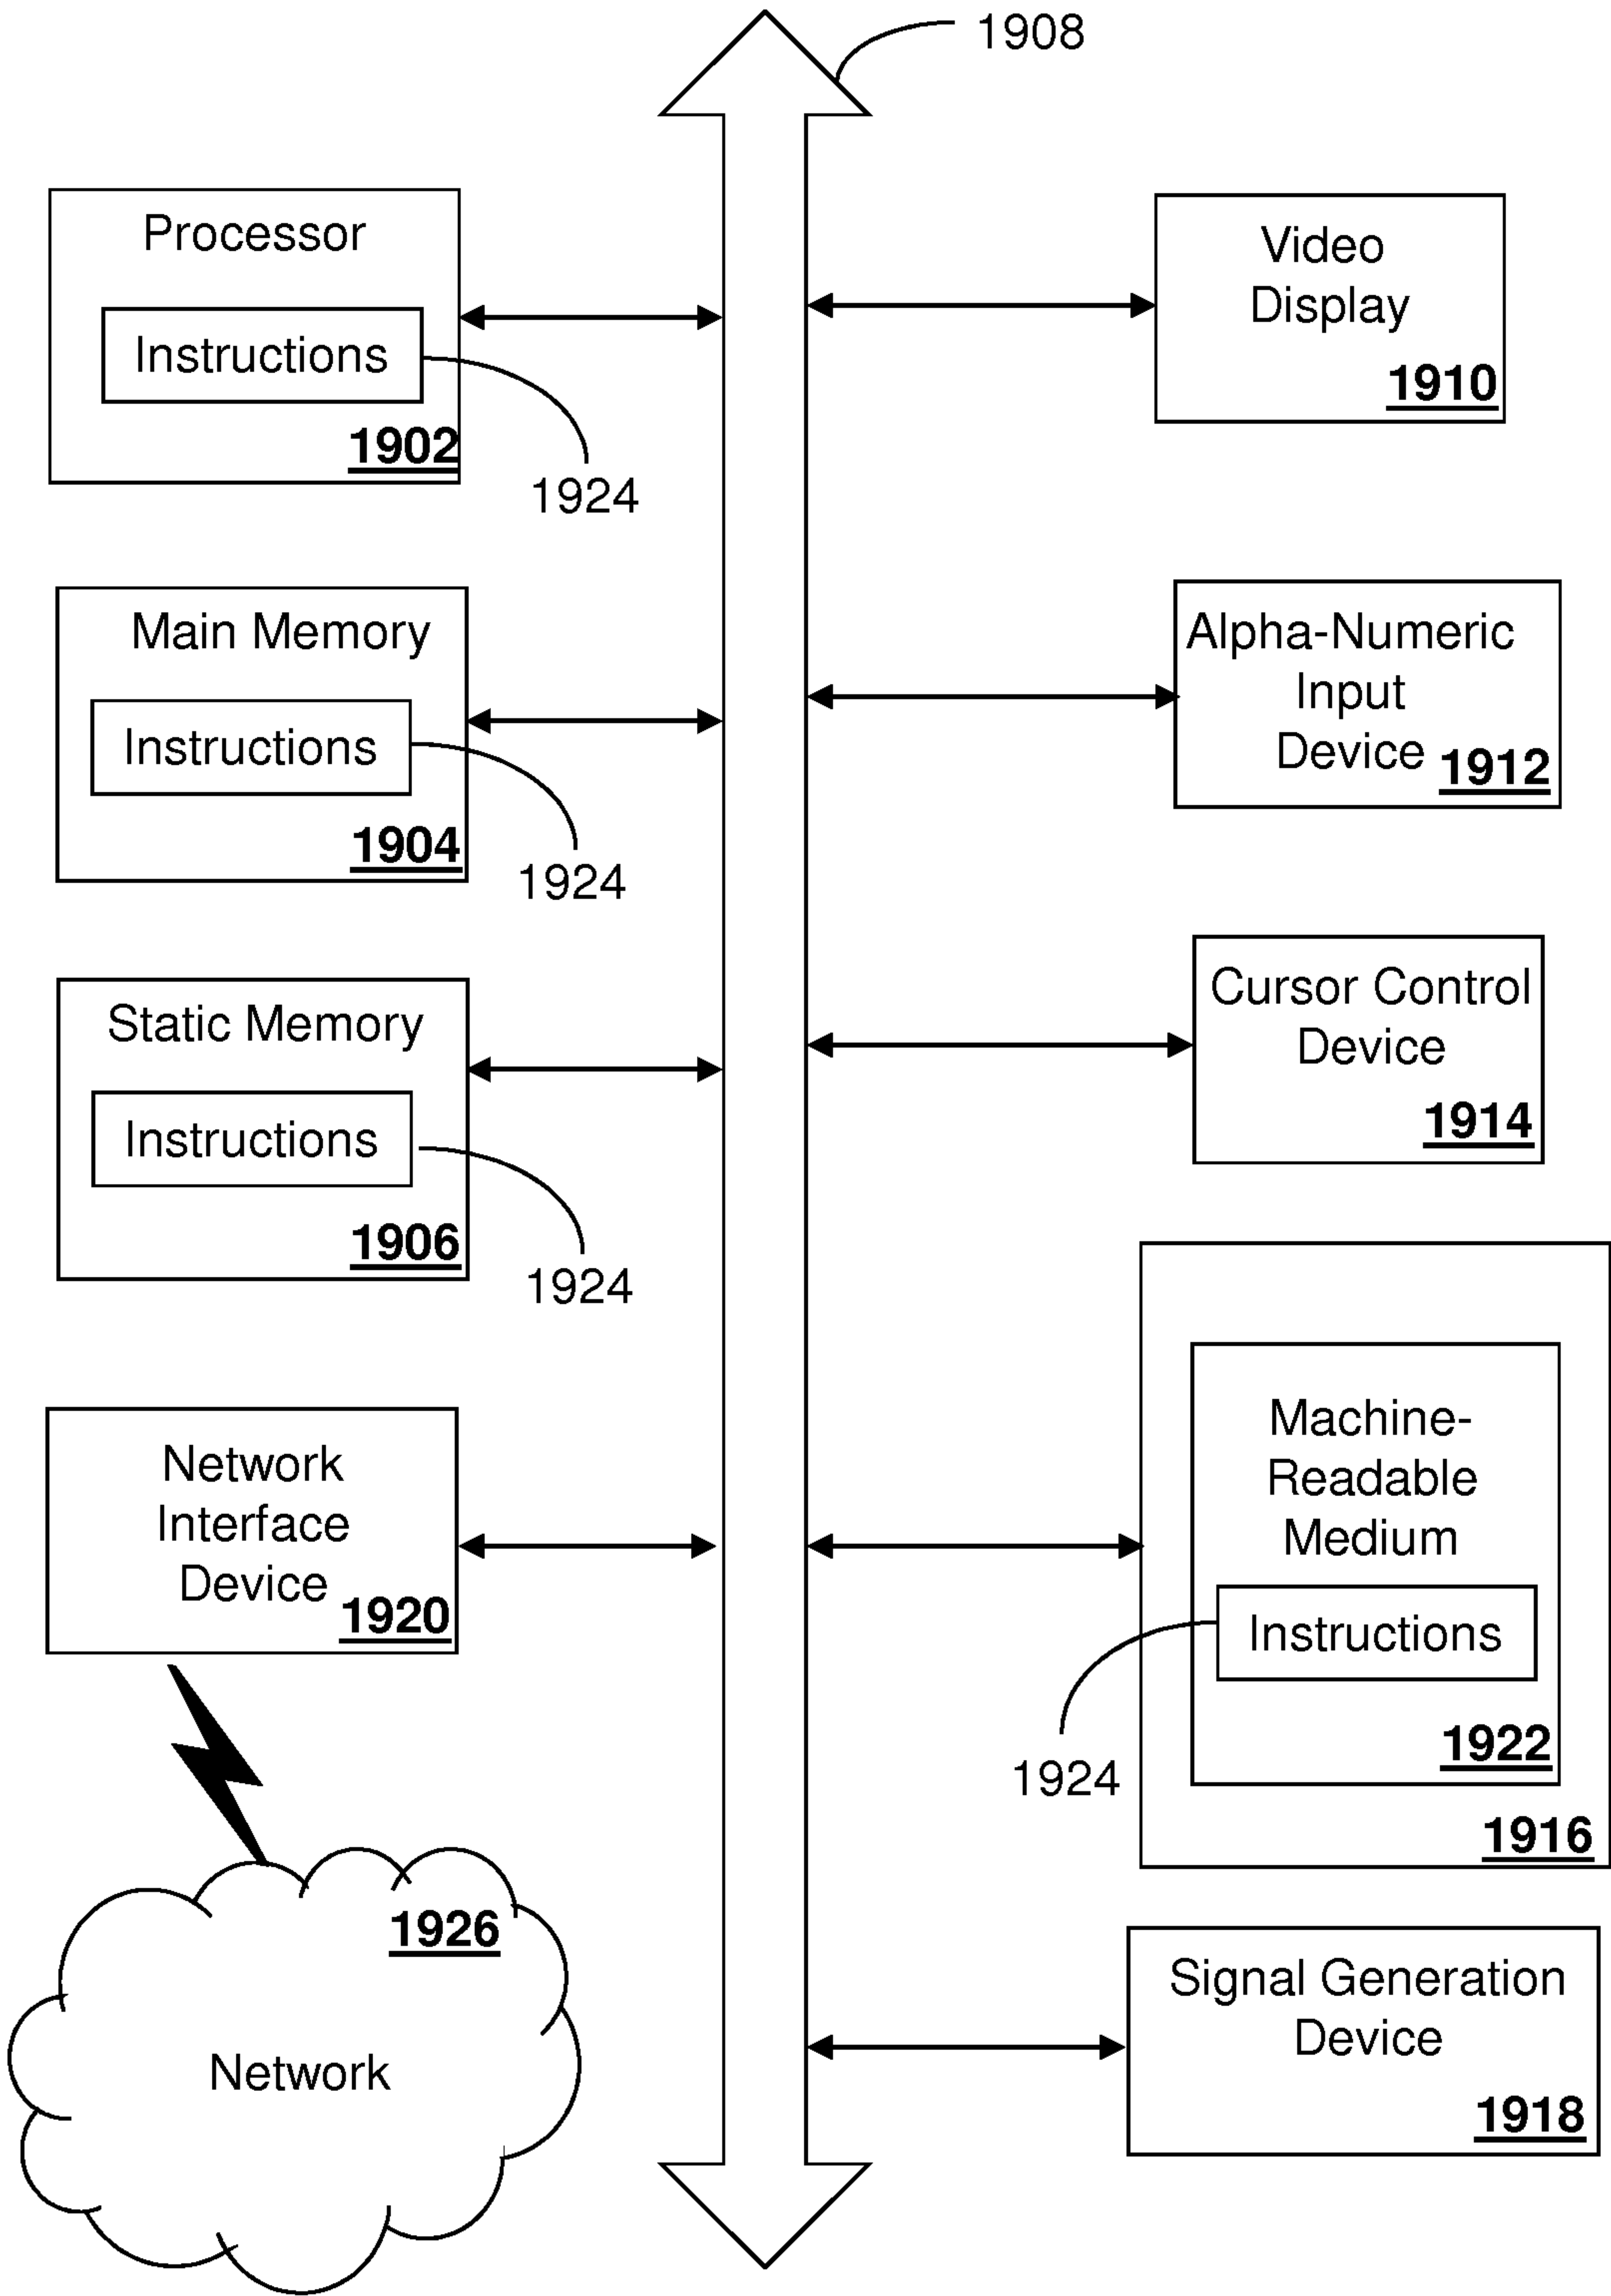 1908
Processor
Instructions
1902
1924
Main Memory
Instructions
1904
1924
Static Memory
Instructions
1906
1924
Network
Interface
Device
1920
1926
Network
Video
Display
1910
Alpha-Numeric
Input
Device
1912
Cursor Control
Device
1914
Machine-
Readable
Medium
Instructions
1922
1924
1916
Signal Generation
Device
1918